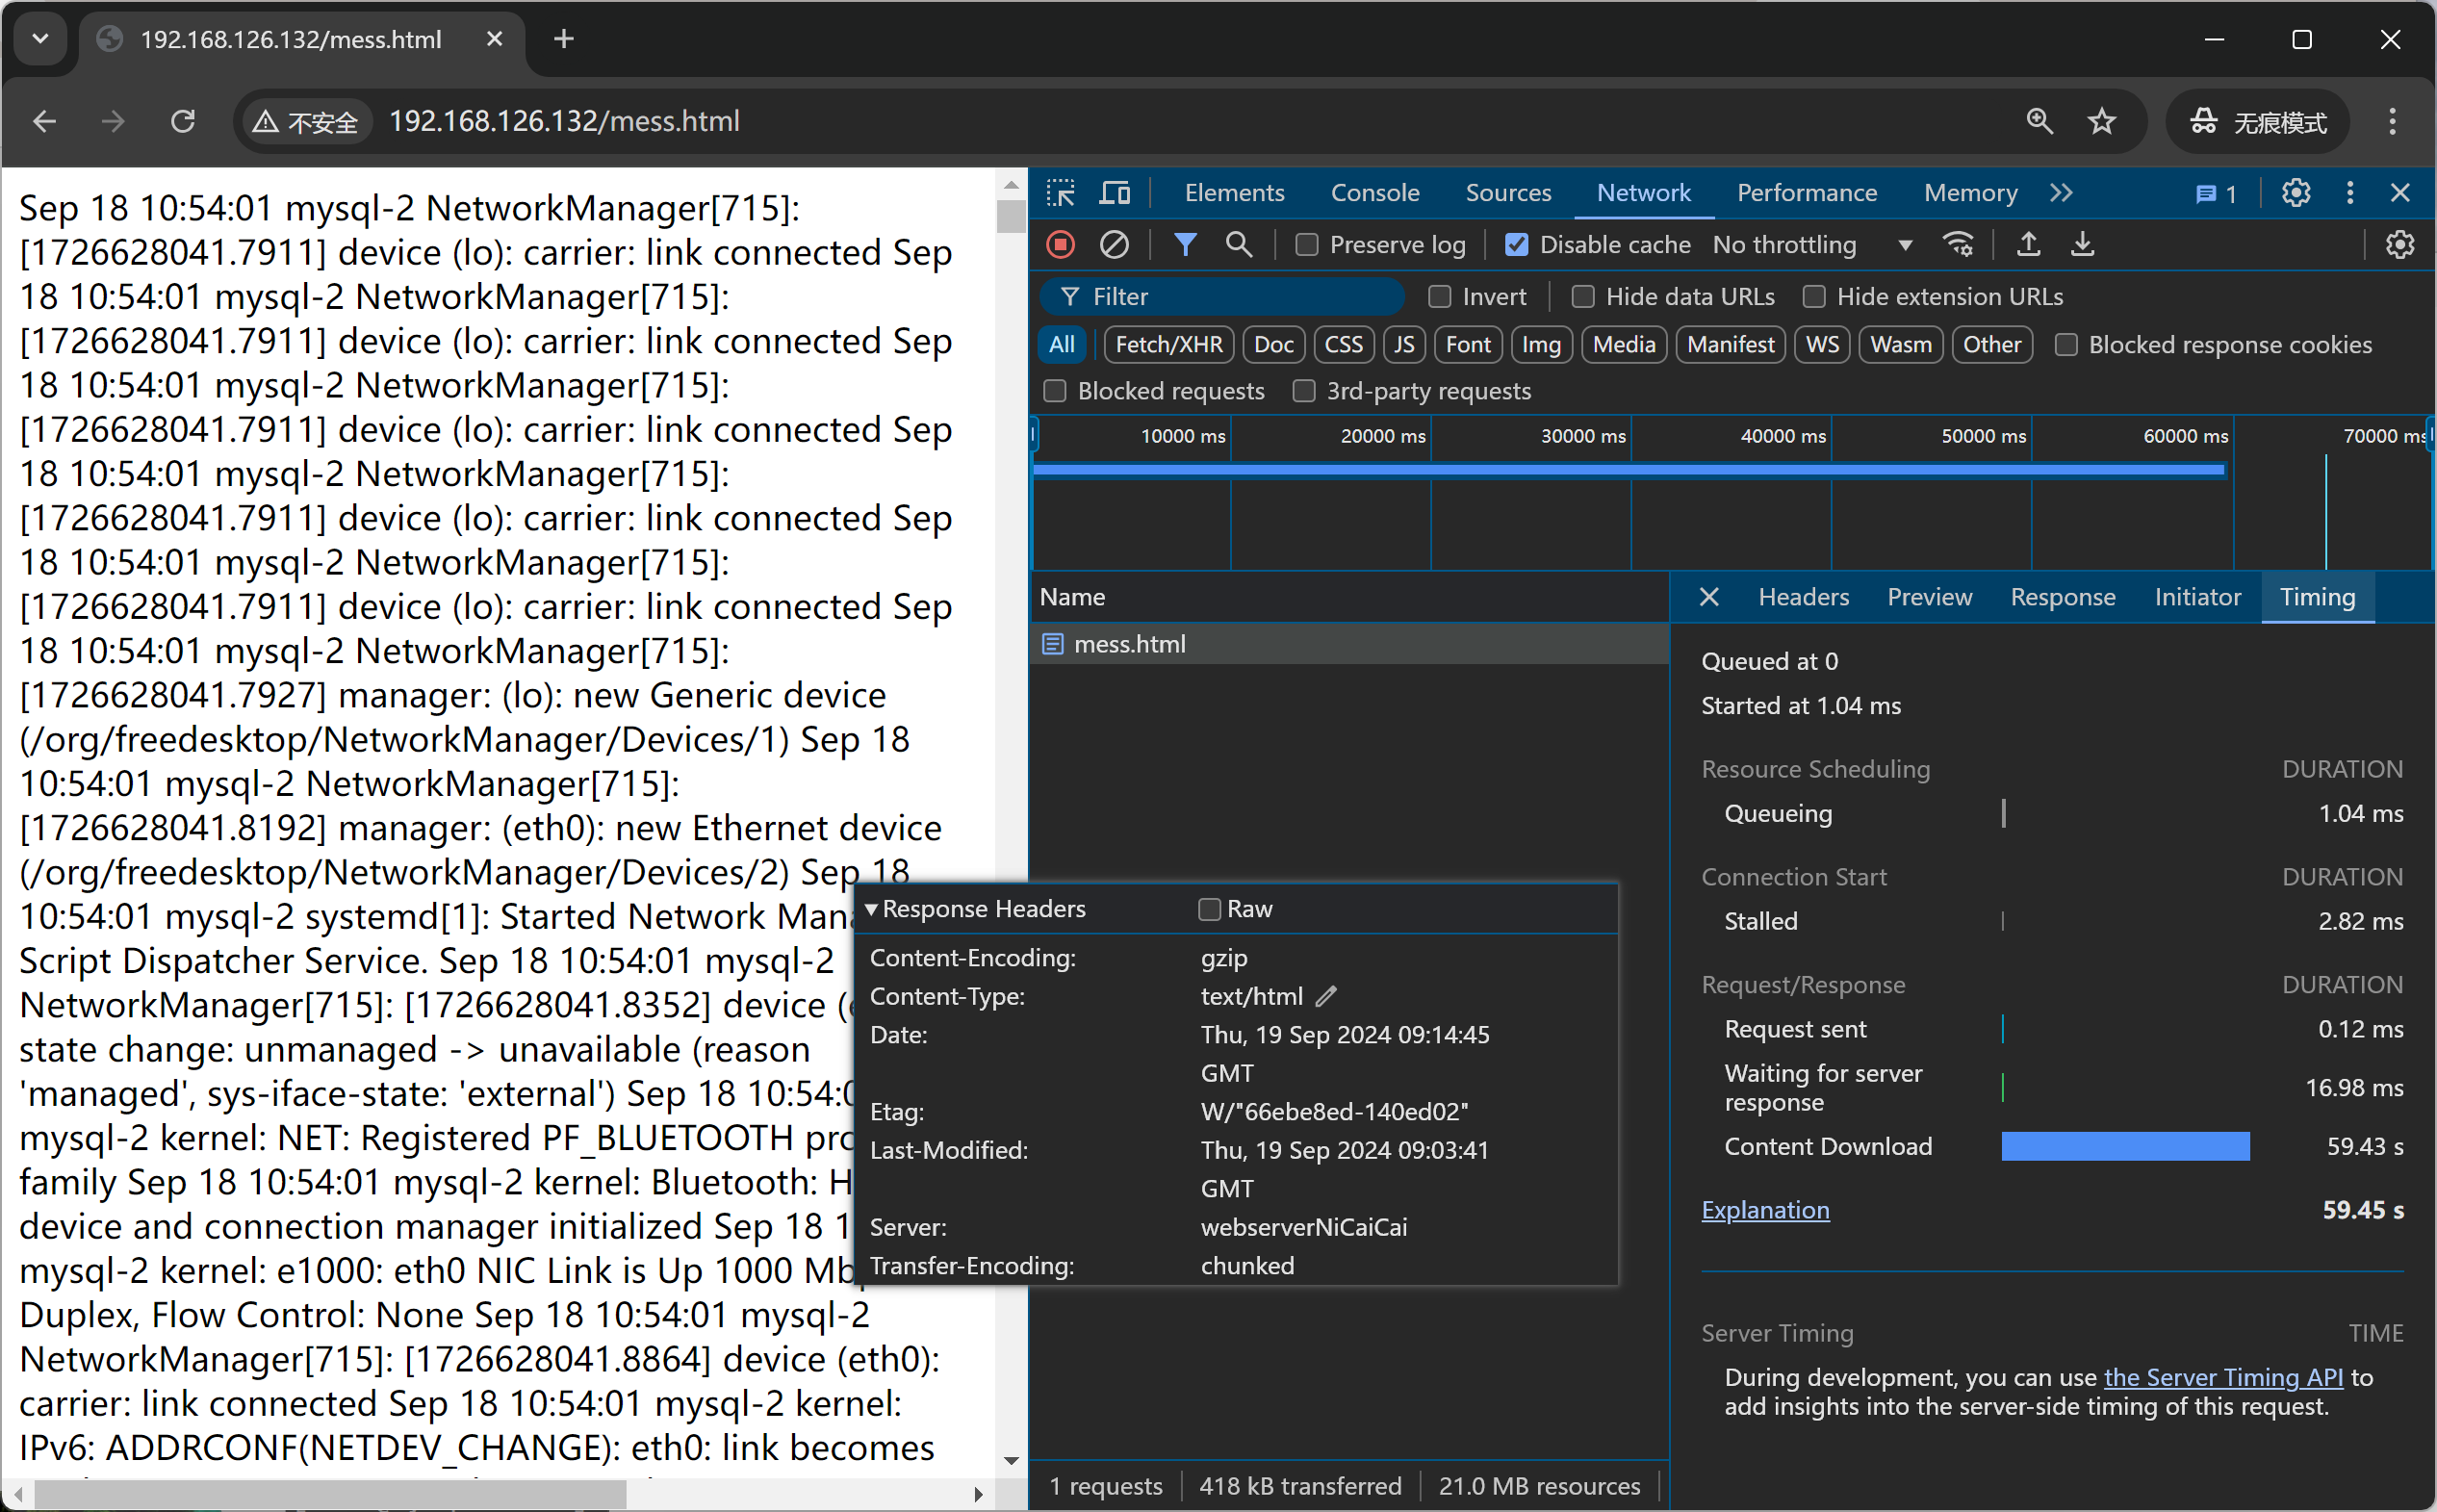 192.168.126.132/mess.html
不安全
192.168.126.132/mess.html
无痕模式
Sep 18 10:54:01 mysql-2 NetworkManager[715]:
[1726628041.7911] device (lo): carrier: link connected Sep
18 10:54:01 mysql-2 NetworkManager[715]:
[1726628041.7911] device (lo): carrier: link connected Sep
18 10:54:01 mysql-2 NetworkManager[715]:
[1726628041.7911] device (lo): carrier: link connected Sep
18 10:54:01 mysql-2 NetworkManager[715]:
[1726628041.7911] device (lo): carrier: link connected Sep
18 10:54:01 mysql-2 NetworkManager[715]:
[1726628041.7911] device (lo): carrier: link connected Sep
18 10:54:01 mysql-2 NetworkManager[715]:
[1726628041.7927] manager: (lo): new Generic device
(/org/freedesktop/NetworkManager/Devices/1) Sep 18
10:54:01 mysql-2 NetworkManager[715]:
[1726628041.8192] manager: (eth0): new Ethernet device
(/org/freedesktop/NetworkManager/Devices/2) Sep 18
10:54:01 mysql-2 systemd[1]: Started Network
Script Dispatcher Service. Sep 18 10:54:01 mysql-2
NetworkManager[715]: [1726628041.8352] device
state change: unmanaged -> unavailable (reason
'managed', sys-iface-state: 'external') Sep 18
mysql-2 kernel: NET: Registered PF_BLUETOOTH
family Sep 18 10:54:01 mysql-2 kernel: Bluetooth:
device and connection manager initialized Sep 18
mysql-2 kernel: e1000: eth0 NIC Link is Up 1000
Duplex, Flow Control: None Sep 18 10:54:01 mysql-2
NetworkManager[715]: [1726628041.8864] device (eth0):
carrier: link connected Sep 18 10:54:01 mysql-2 kernel:
IPv6: ADDRCONF(NETDEV_CHANGE): eth0: link becomes
Elements Console Sources Network Performance Memory 1
Preserve log Disable cache No throttling
Filter Invert Hide data URLs Hide extension URLs
All Fetch/XHR Doc CSS JS Font Img Media Manifest WS Wasm Other Blocked response cookies
Blocked requests 3rd-party requests
10000 ms 20000 ms 30000 ms 40000 ms 50000 ms 60000 ms 70000 ms
Name
mess.html
Response Headers Raw
Content-Encoding: gzip
Content-Type: text/html
Date: Thu, 19 Sep 2024 09:14:45
GMT
Etag: W/"66ebe8ed-140ed02"
Last-Modified: Thu, 19 Sep 2024 09:03:41
GMT
Server: webserverNiCaiCai
Transfer-Encoding: chunked
1 requests 418 kB transferred 21.0 MB resources
Headers Preview Response Initiator Timing
Queued at 0
Started at 1.04 ms
Resource Scheduling DURATION
Queueing 1.04 ms
Connection Start DURATION
Stalled 2.82 ms
Request/Response DURATION
Request sent 0.12 ms
Waiting for server
response 16.98 ms
Content Download 59.43 s
Explanation 59.45 s
Server Timing TIME
During development, you can use the Server Timing API to
add insights into the server-side timing of this request.